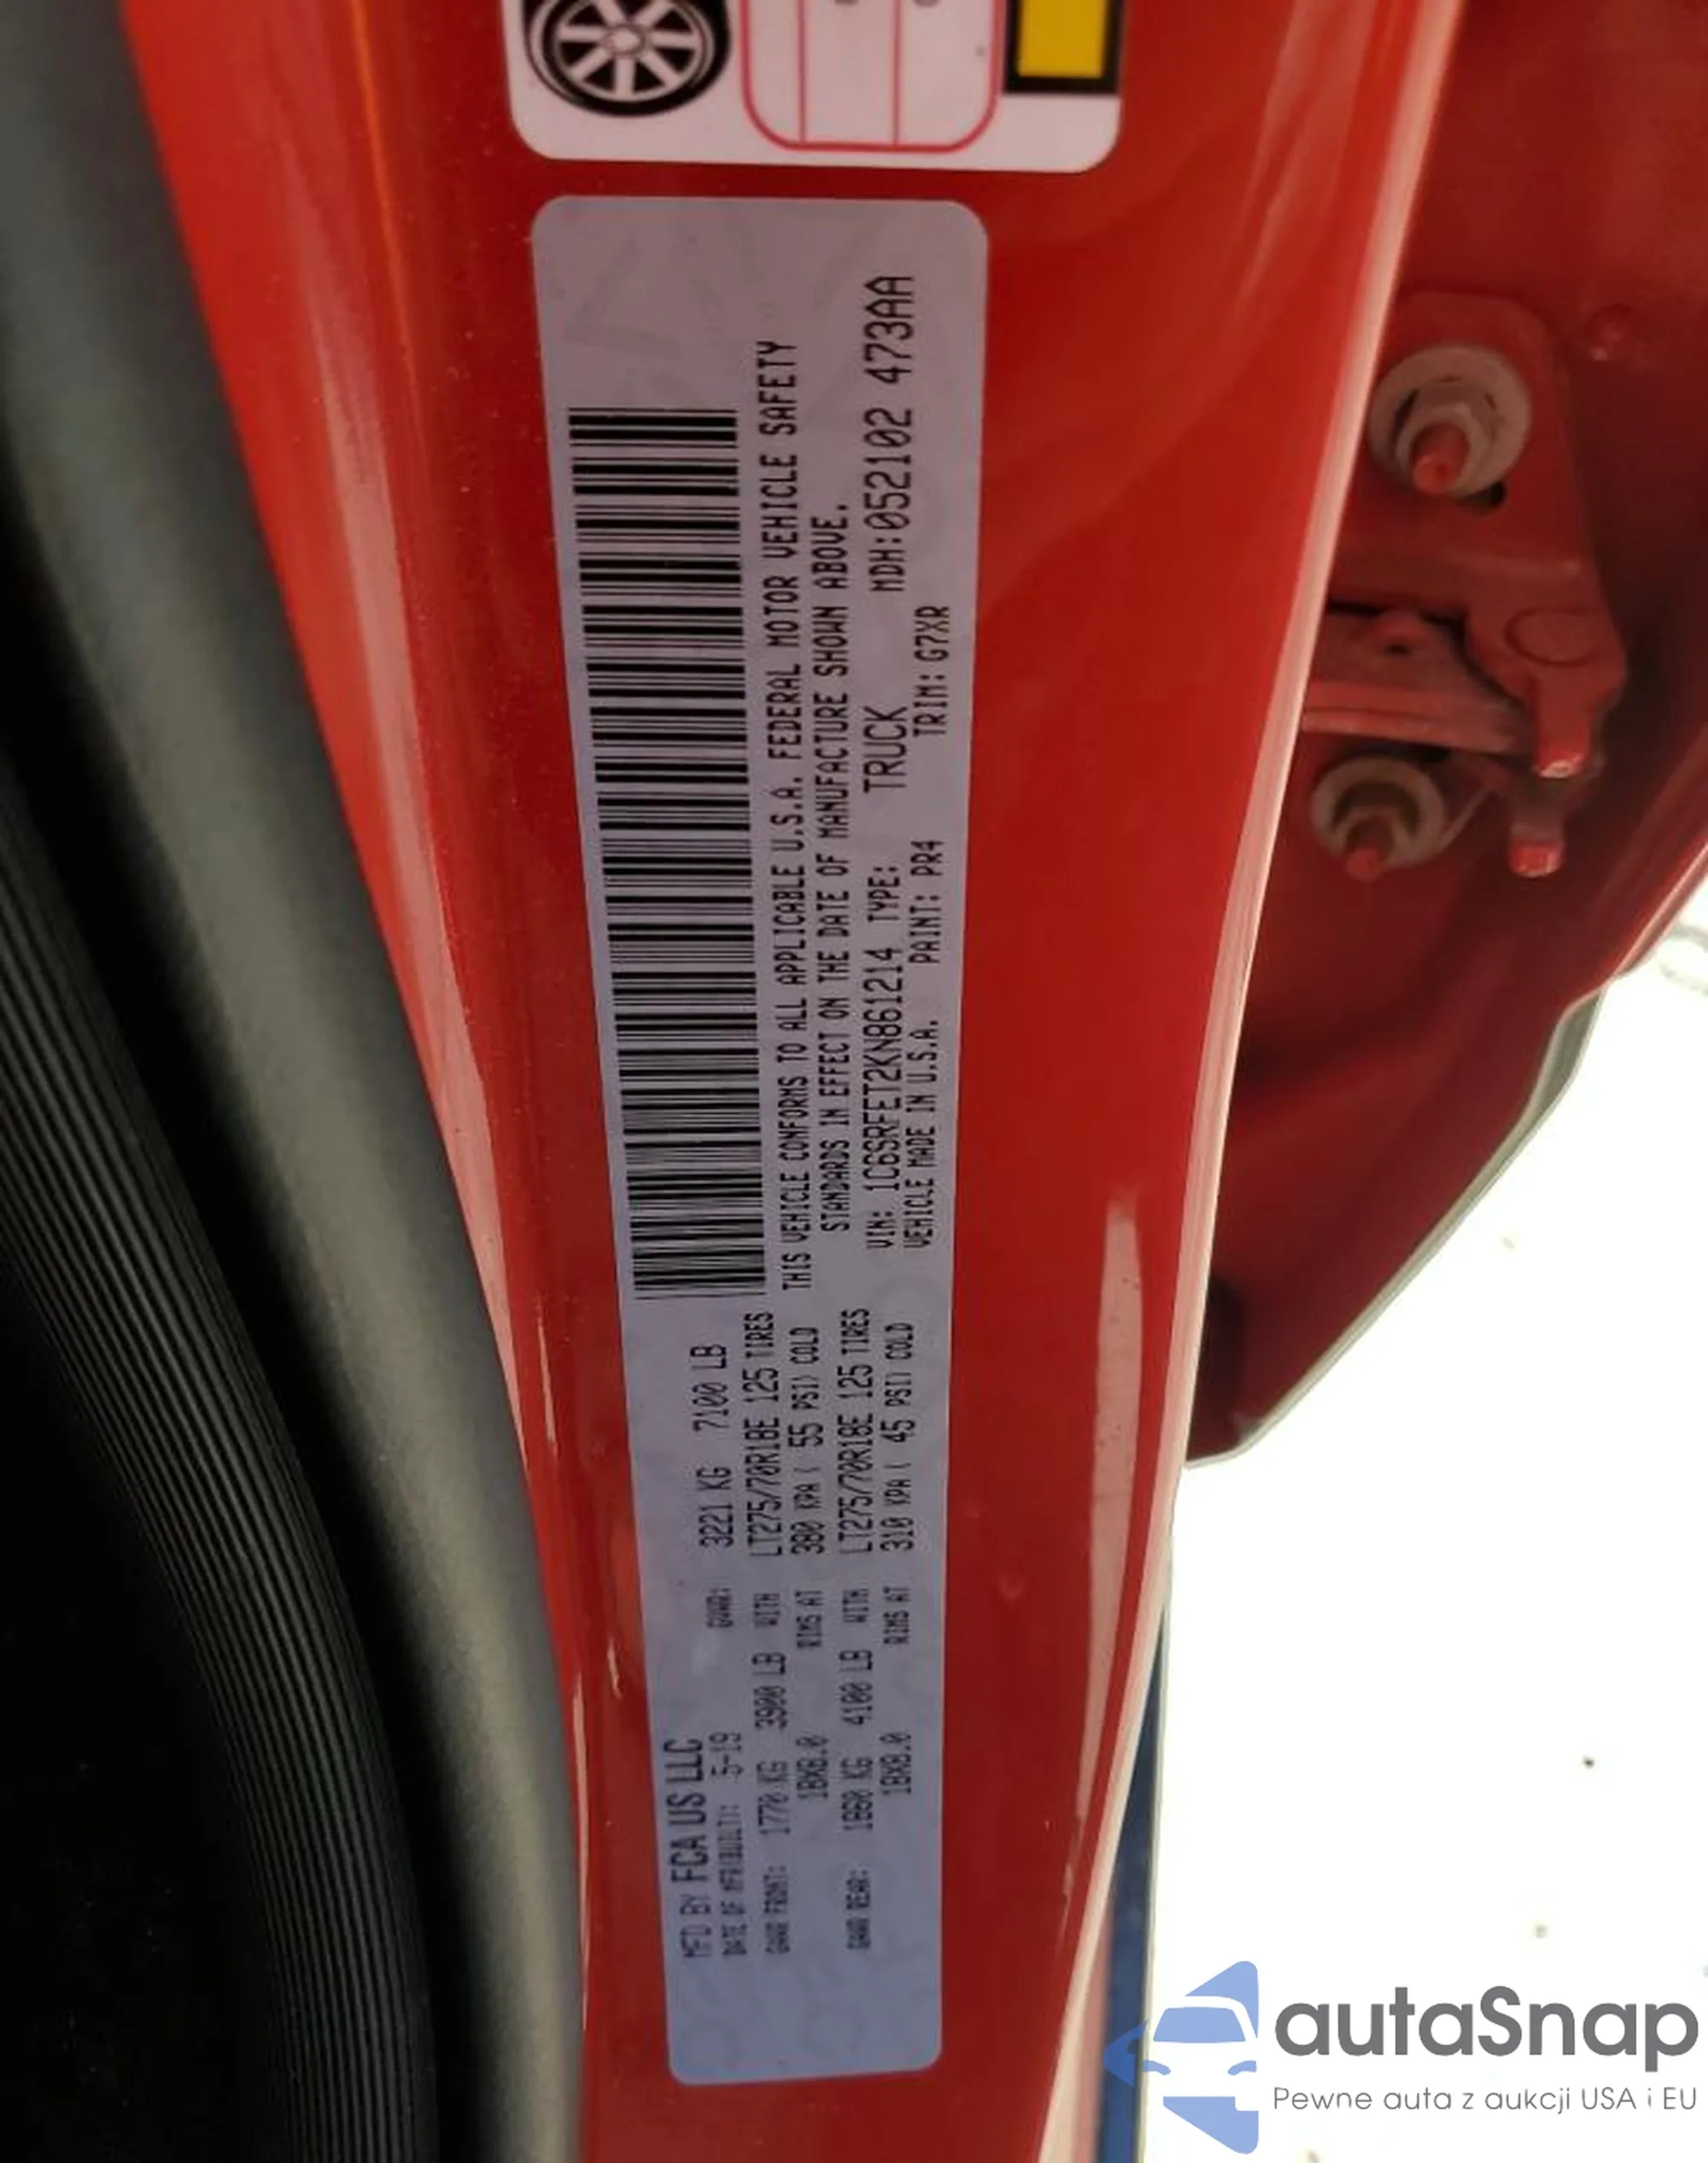 MFD BY FCA US LLC
DATE OF MFR(BUILT): 5-19
GVWR: 3221 KG 7100 LB
GAWR FRONT: 1770 KG 3900 LB WITH LT275/70R18E 125 TIRES
18X8.0 RIMS AT 380 KPA ( 55 PSI) COLD
GAWR REAR: 1860 KG 4100 LB WITH LT275/70R18E 125 TIRES
18X8.0 RIMS AT 310 KPA ( 45 PSI) COLD
THIS VEHICLE CONFORMS TO ALL APPLICABLE U.S.A. FEDERAL MOTOR VEHICLE SAFETY
STANDARDS IN EFFECT ON THE DATE OF MANUFACTURE SHOWN ABOVE.
VIN: 1C6SRFET2KN861214 TYPE: TRUCK MDH:052102 473AA
VEHICLE MADE IN U.S.A. PAINT: PR4 TRIM: G7XR
autaSnap
Pewne auta z aukcji USA i EU